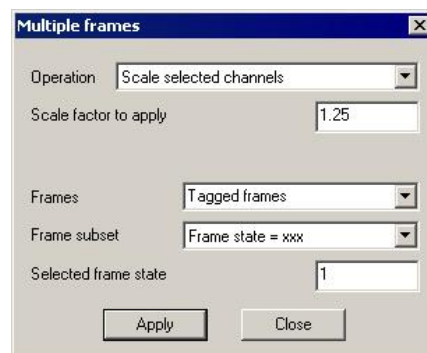 Multiple frames
Operation Scale selected channels
Scale factor to apply 1.25
Frames Tagged frames
Frame subset Frame state = xxx
Selected frame state 1
Apply Close